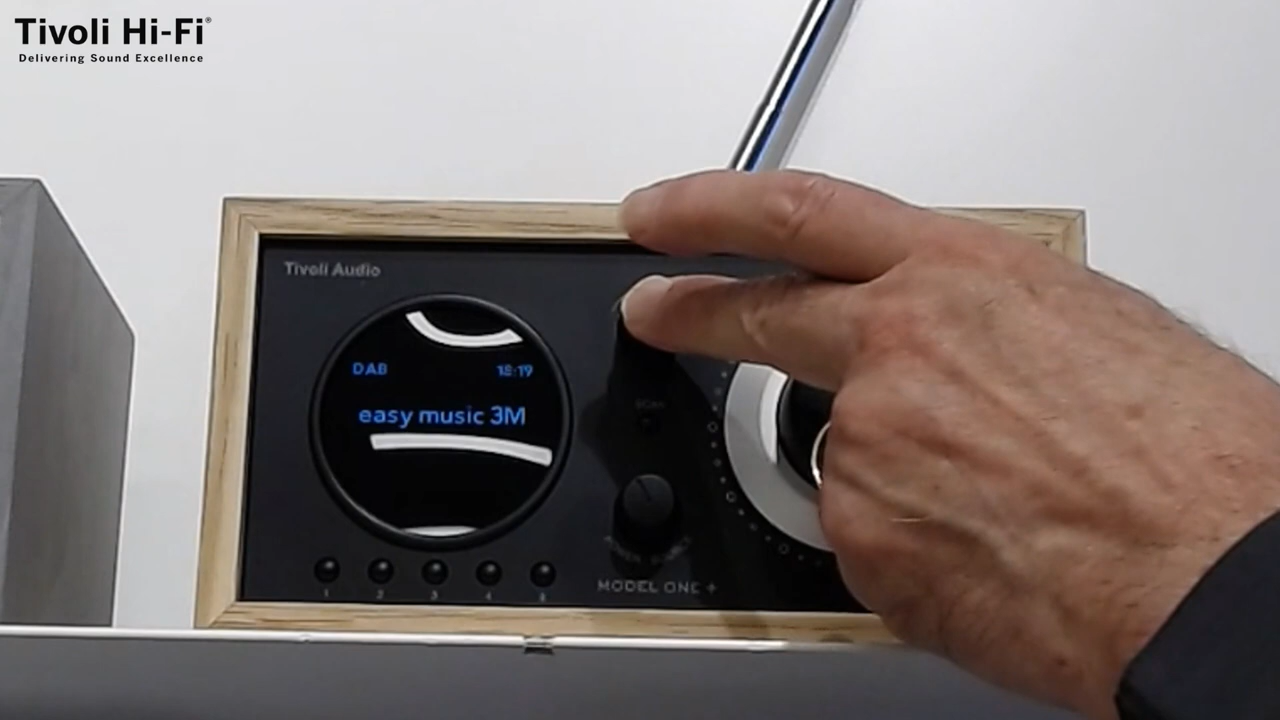 Tivoli Hi-Fi®
Delivering Sound Excellence
Tivoli Audio
DAB 18:19
easy music 3M
SCAN
1 2 3 4 5
MODEL ONE +